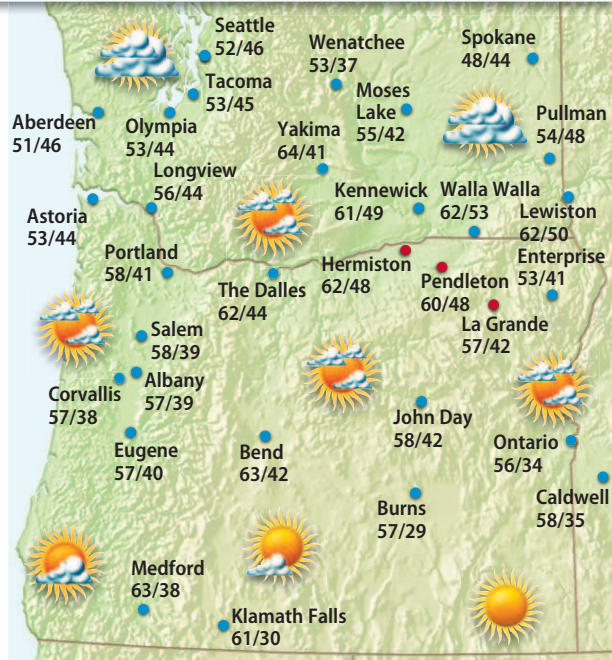 Seattle
52/46
Wenatchee
53/37
Spokane
48/44
Tacoma
53/45
Moses
Lake
55/42
Aberdeen
51/46
Olympia
53/44
Yakima
64/41
Pullman
54/48
Longview
56/44
Kennewick
61/49
Walla Walla
62/53
Lewiston
62/50
Astoria
53/44
Portland
58/41
The Dalles
62/44
Hermiston
62/48
Pendleton
60/48
Enterprise
53/41
La Grande
57/42
Salem
58/39
Corvallis
57/38
Albany
57/39
John Day
58/42
Eugene
57/40
Bend
63/42
Ontario
56/34
Burns
57/29
Caldwell
58/35
Medford
63/38
Klamath Falls
61/30